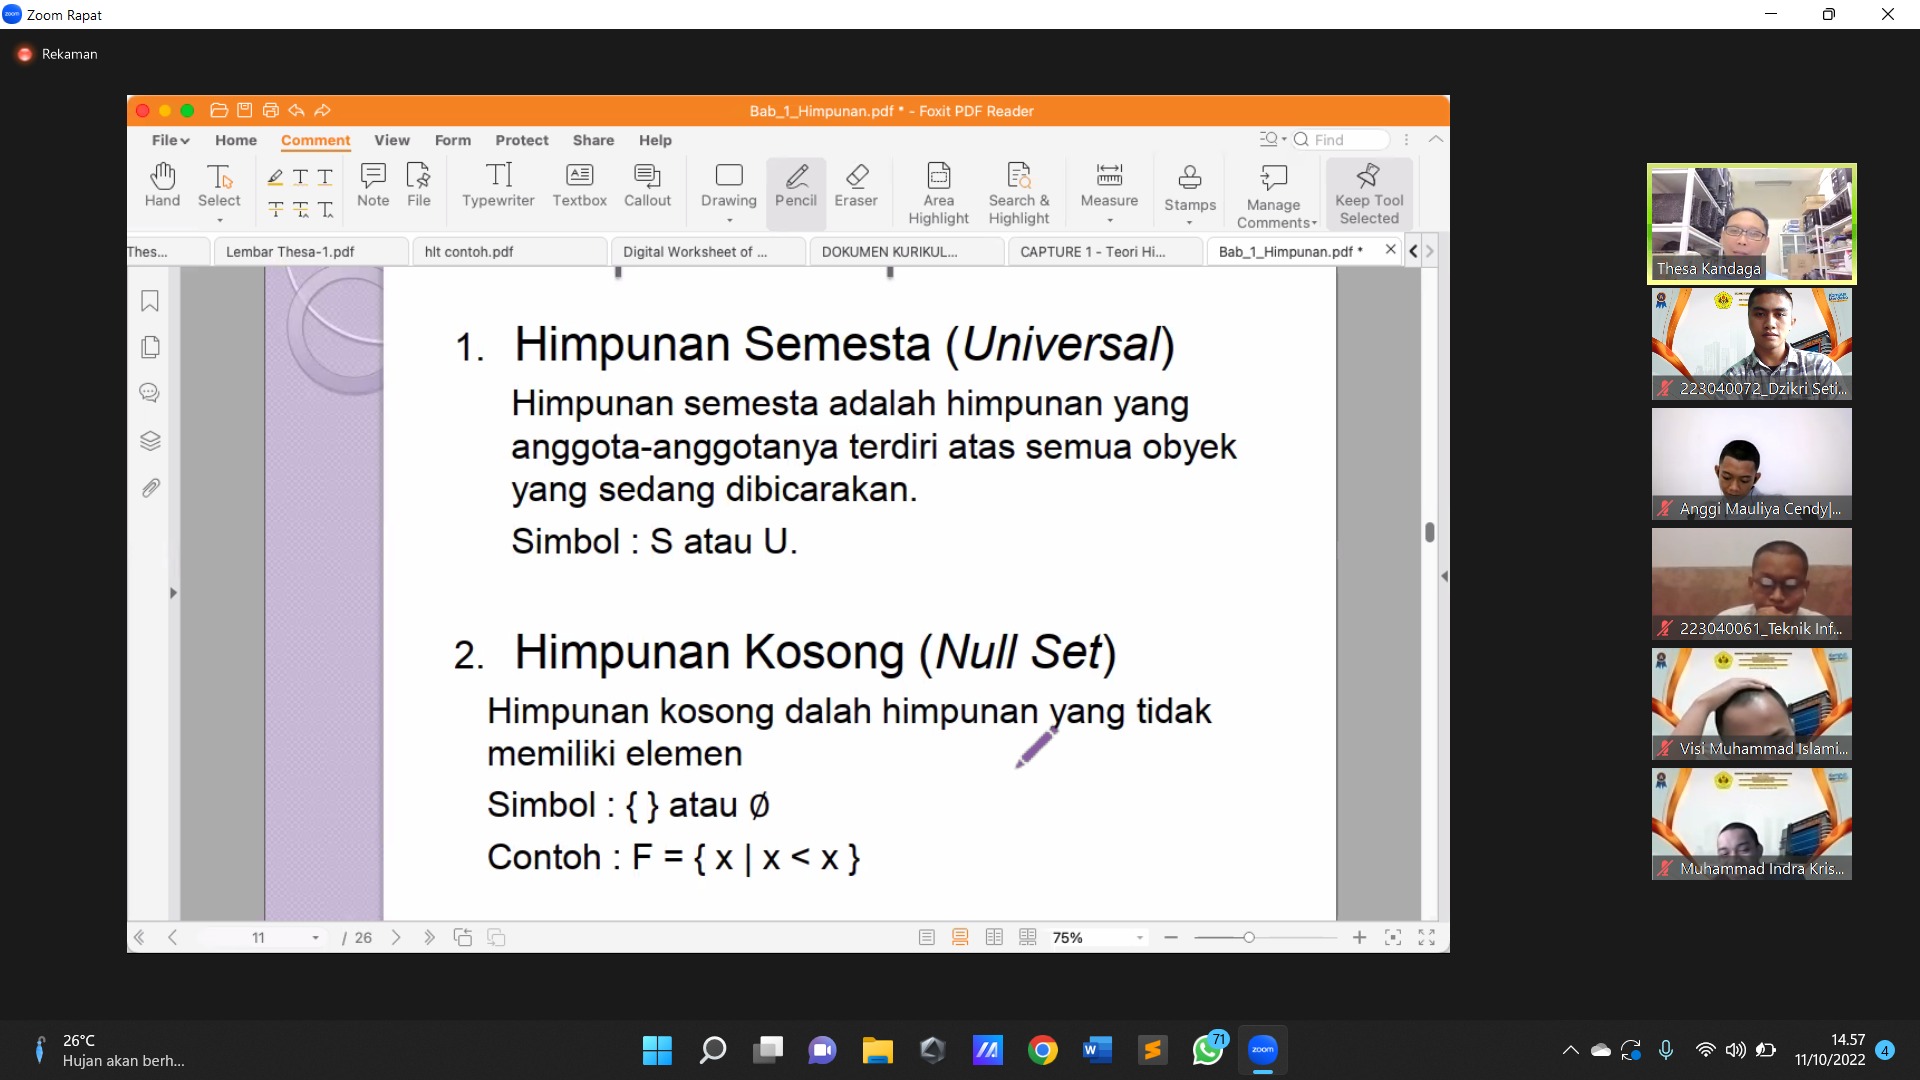 Zoom Rapat
Rekaman
Bab_1_Himpunan.pdf * - Foxit PDF Reader
File Home Comment View Form Protect Share Help
Find
Hand Select Note File Typewriter Textbox Callout Drawing Pencil Eraser Area Highlight Search & Highlight Measure Stamps Manage Comments Keep Tool Selected
Thes... Lembar Thesa-1.pdf hlt contoh.pdf Digital Worksheet of ... DOKUMEN KURIKUL... CAPTURE 1 - Teori Hi... Bab_1_Himpunan.pdf *
1. Himpunan Semesta (Universal)
Himpunan semesta adalah himpunan yang
anggota-anggotanya terdiri atas semua obyek
yang sedang dibicarakan.
Simbol : S atau U.
2. Himpunan Kosong (Null Set)
Himpunan kosong dalah himpunan yang tidak
memiliki elemen
Simbol : { } atau ∅
Contoh : F = { x | x < x }
11 / 26
75%
Thesa Kandaga
223040072_Dzikri Seti...
Anggi Mauliya Cendy|...
223040061_Teknik Inf...
Visi Muhammad Islami...
Muhammad Indra Kris...
26°C
Hujan akan berh...
71
zoom
14.57
11/10/2022
4